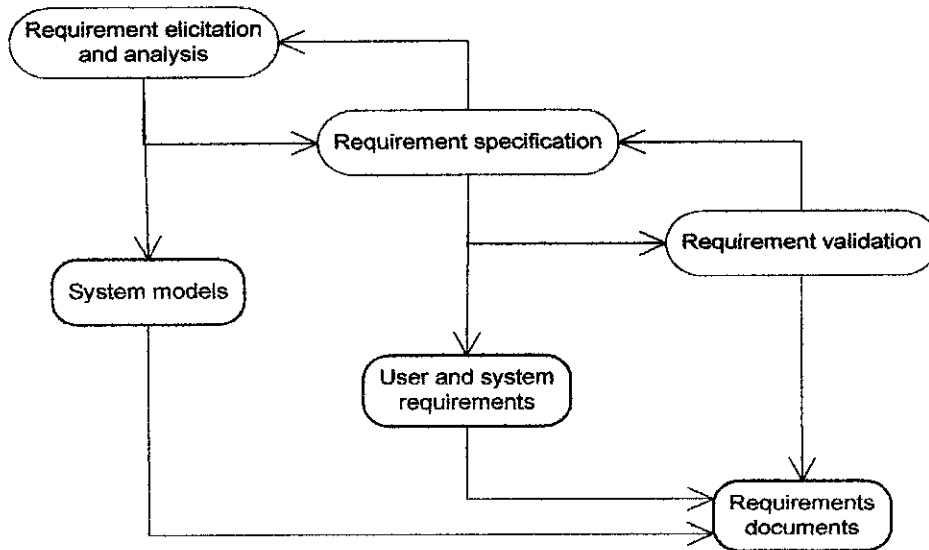 Requirement elicitation
and analysis
Requirement specification
Requirement validation
System models
User and system
requirements
Requirements
documents